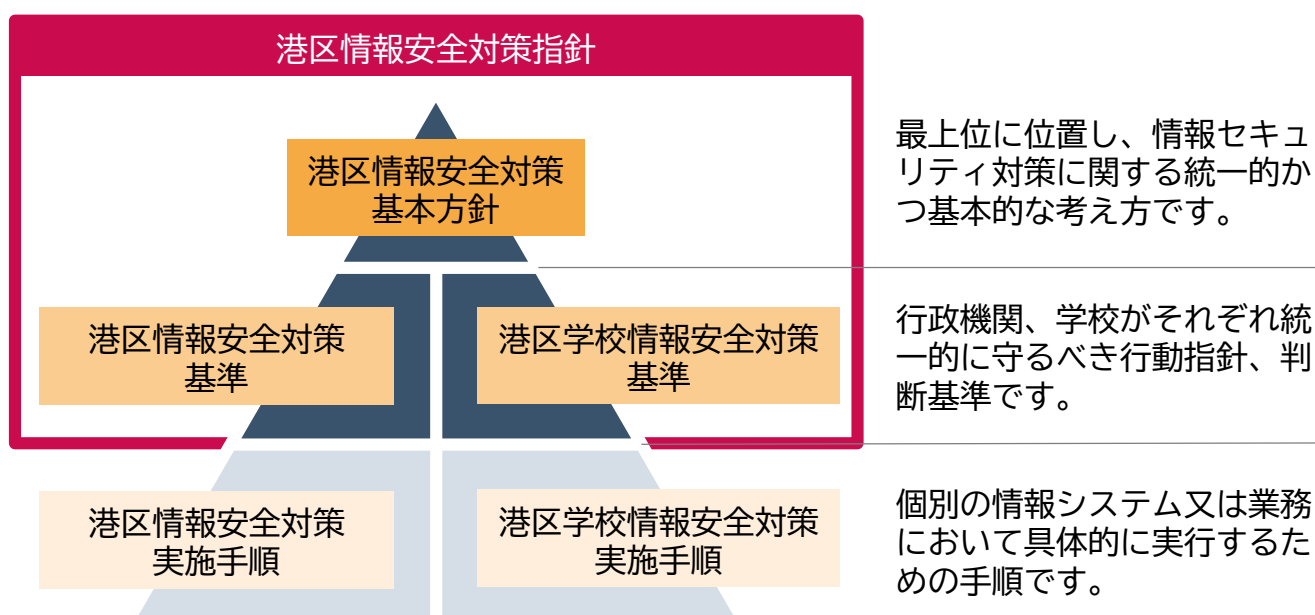 港区情報安全対策指針
港区情報安全対策
基本方針
最上位に位置し、情報セキュ
リティ対策に関する統一的か
つ基本的な考え方です。
港区情報安全対策
基準
港区学校情報安全対策
基準
行政機関、学校がそれぞれ統
一的に守るべき行動指針、判
断基準です。
港区情報安全対策
実施手順
港区学校情報安全対策
実施手順
個別の情報システム又は業務
において具体的に実行するた
めの手順です。